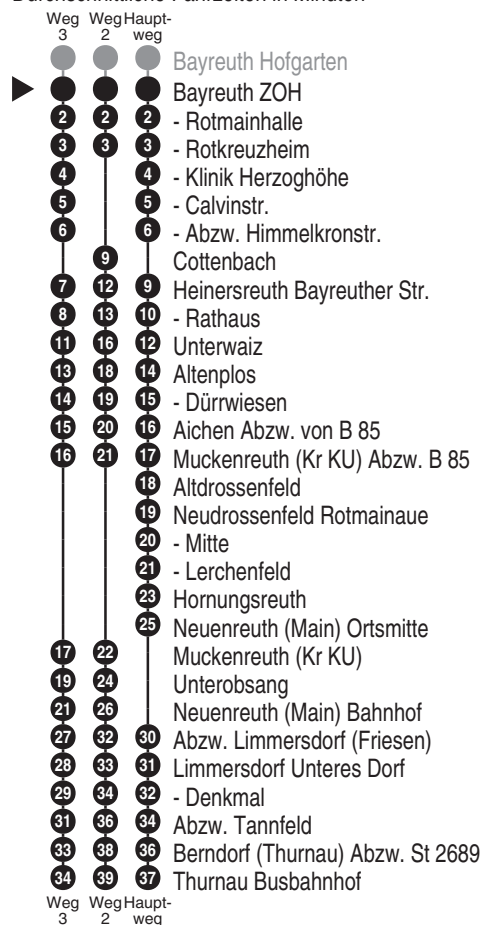 Weg Weg Haupt-
3 2 weg
Bayreuth Hofgarten
Bayreuth ZOH
2 2 2 - Rotmainhalle
3 3 3 - Rotkreuzheim
4 4 - Klinik Herzoghöhe
5 5 - Calvinstr.
6 6 - Abzw. Himmelkronstr.
9 Cottenbach
7 12 9 Heinersreuth Bayreuther Str.
8 13 10 - Rathaus
11 16 12 Unterwaiz
13 18 14 Altenplos
14 19 15 - Dürrwiesen
15 20 16 Aichen Abzw. von B 85
16 21 17 Muckenreuth (Kr KU) Abzw. B 85
18 Altdrossenfeld
19 Neudrossenfeld Rotmainaue
20 - Mitte
21 - Lerchenfeld
23 Hornungsreuth
25 Neuenreuth (Main) Ortsmitte
17 22 Muckenreuth (Kr KU)
19 24 Unterobsang
21 26 Neuenreuth (Main) Bahnhof
27 32 30 Abzw. Limmersdorf (Friesen)
28 33 31 Limmersdorf Unteres Dorf
29 34 32 - Denkmal
31 36 34 Abzw. Tannfeld
33 38 36 Berndorf (Thurnau) Abzw. St 2689
34 39 37 Thurnau Busbahnhof
Weg Weg Haupt-
3 2 weg